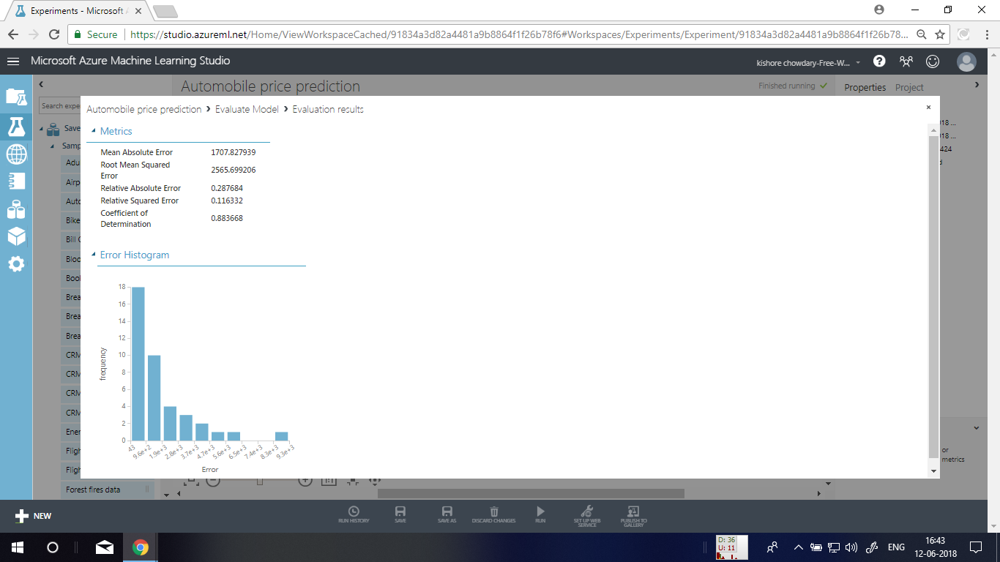 Experiments - Microsoft A
Secure
https://studio.azureml.net/Home/ViewWorkspaceCached/91834a3d82a4481a9b8864f1f26b78f6#Workspaces/Experiments/Experiment/91834a3d82a4481a9b8864f1f26b78...
Microsoft Azure Machine Learning Studio
kishore chowdary-Free-W...
Automobile price prediction
Finished running
Properties Project
Search expe
Automobile price prediction > Evaluate Model > Evaluation results
Metrics
Mean Absolute Error 1707.827939
Root Mean Squared
Error
2565.699206
Relative Absolute Error 0.287684
Relative Squared Error 0.116332
Coefficient of
Determination
0.883668
Error Histogram
18
16
14
12
10
8
6
4
2
0
frequency
43
9.6e+2
1.9e+3
2.8e+3
3.7e+3
4.7e+3
5.6e+3
6.5e+3
7.4e+3
8.3e+3
9.3e+3
Error
Save
Samp
Adu
Airp
Auto
Bike
Bill
Bloo
Book
Brea
Brea
Brea
CRM
CRM
CRM
CRM
Ener
Fligh
Fligh
Forest fires data
18 ...
18 ...
424
or
metrics
1:1
NEW
RUN HISTORY
SAVE
SAVE AS
DISCARD CHANGES
RUN
SET UP WEB
SERVICE
PUBLISH TO
GALLERY
D: 36
U: 11
ENG
16:43
12-06-2018